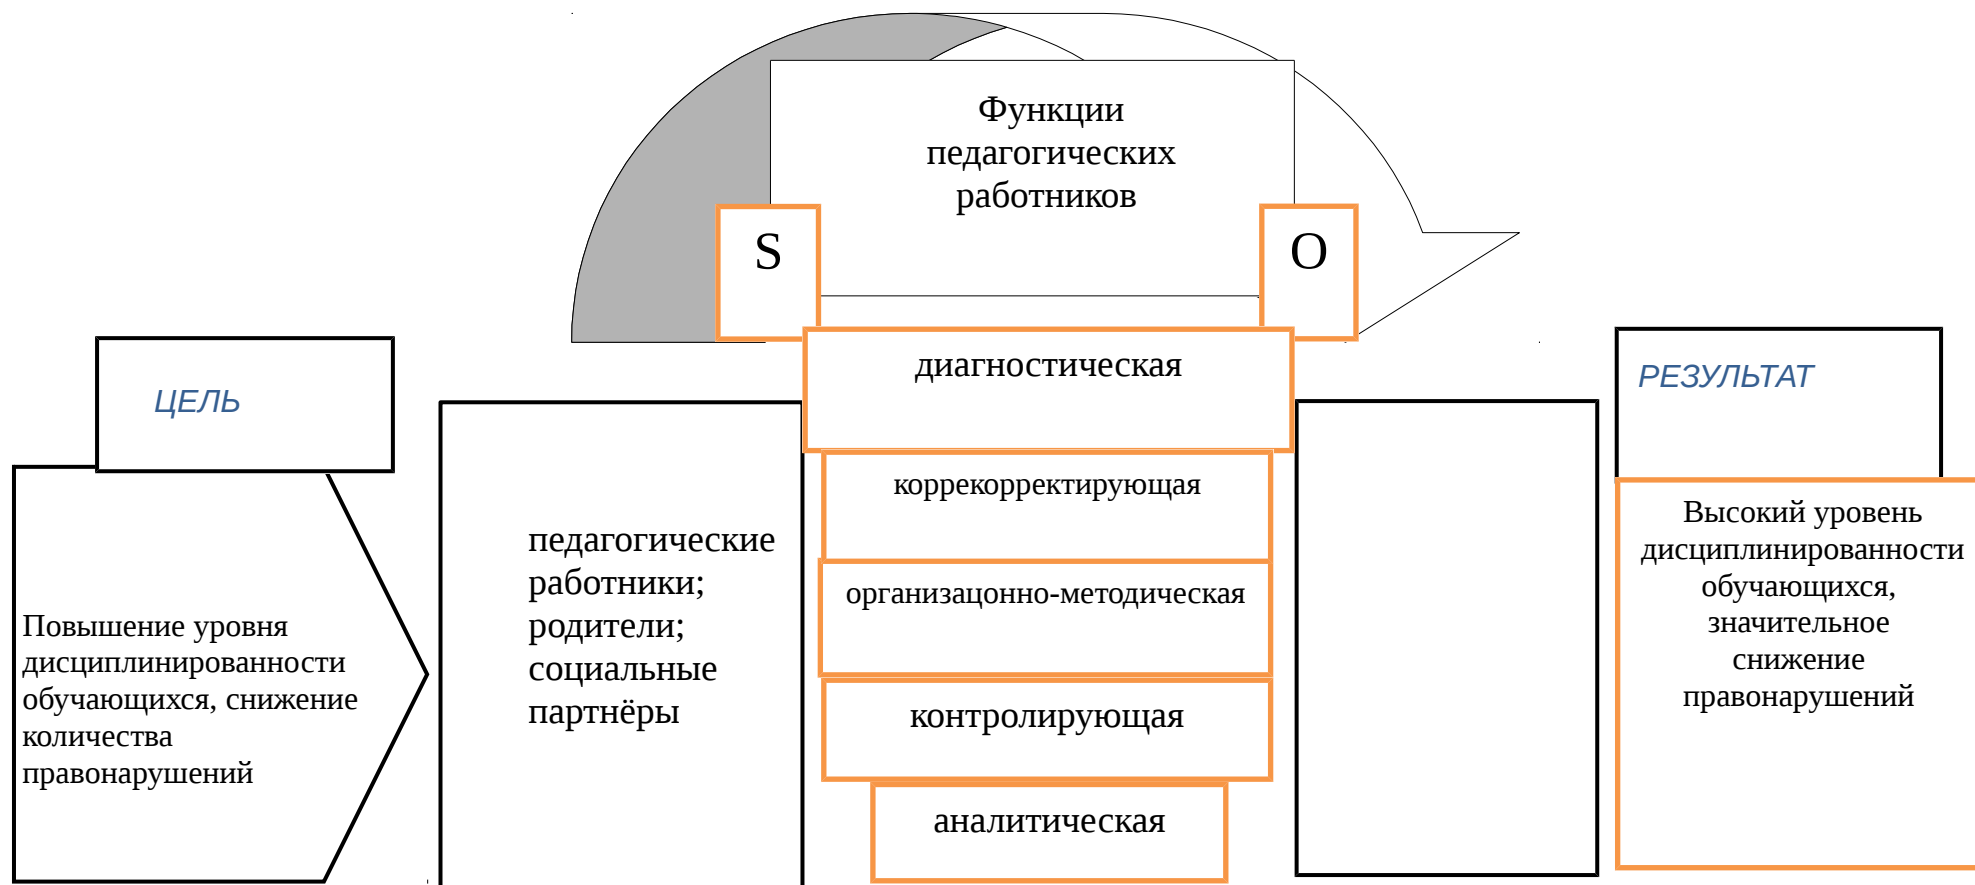 Функции
педагогических
работников
S
O
диагностическая
ЦЕЛЬ
РЕЗУЛЬТАТ
коррекорректирующая
организацонно-методическая
контролирующая
аналитическая
Повышение уровня
дисциплинированности
обучающихся, снижение
количества
правонарушений
педагогические
работники;
родители;
социальные
партнёры
Высокий уровень
дисциплинированности
обучающихся,
значительное
снижение
правонарушений